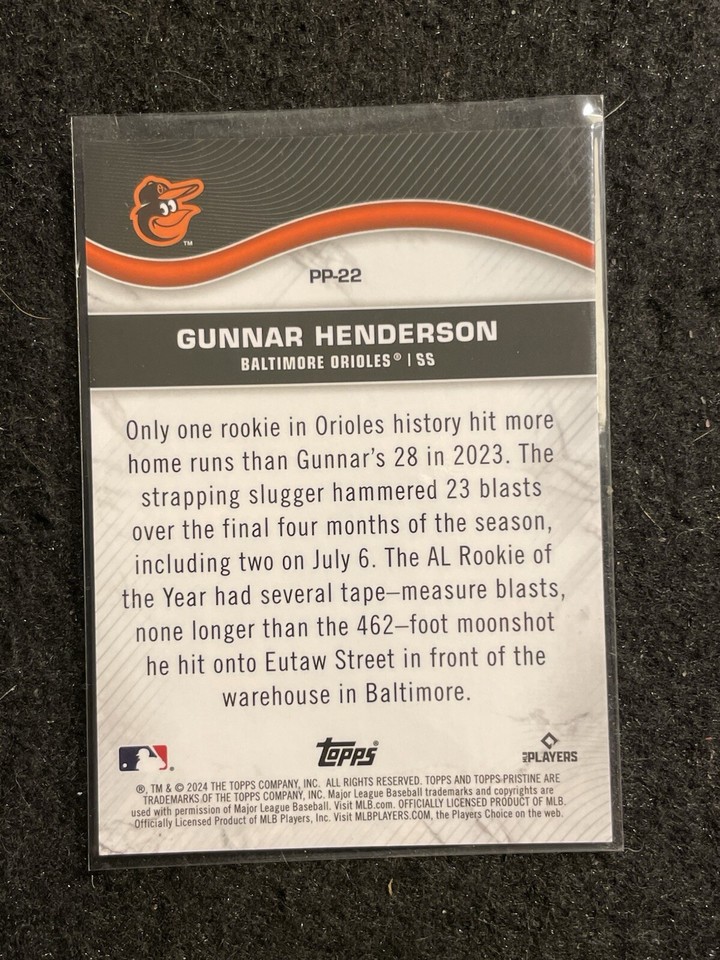 TM
PP-22
GUNNAR HENDERSON
BALTIMORE ORIOLES® | SS
Only one rookie in Orioles history hit more
home runs than Gunnar's 28 in 2023. The
strapping slugger hammered 23 blasts
over the final four months of the season,
including two on July 6. The AL Rookie of
the Year had several tape–measure blasts,
none longer than the 462–foot moonshot
he hit onto Eutaw Street in front of the
warehouse in Baltimore.
Topps®
MLBPLAYERS
®, TM & © 2024 THE TOPPS COMPANY, INC. ALL RIGHTS RESERVED. TOPPS AND TOPPS PRISTINE ARE
TRADEMARKS OF THE TOPPS COMPANY, INC. Major League Baseball trademarks and copyrights are
used with permission of Major League Baseball. Visit MLB.com. OFFICIALLY LICENSED PRODUCT OF MLB.
Officially Licensed Product of MLB Players, Inc. Visit MLBPLAYERS.COM, the Players Choice on the web.